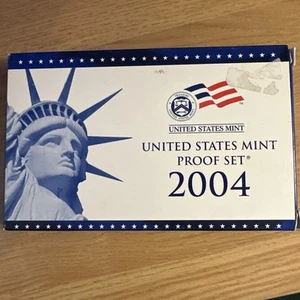 UNITED STATES MINT
UNITED STATES MINT
PROOF SET®
2004